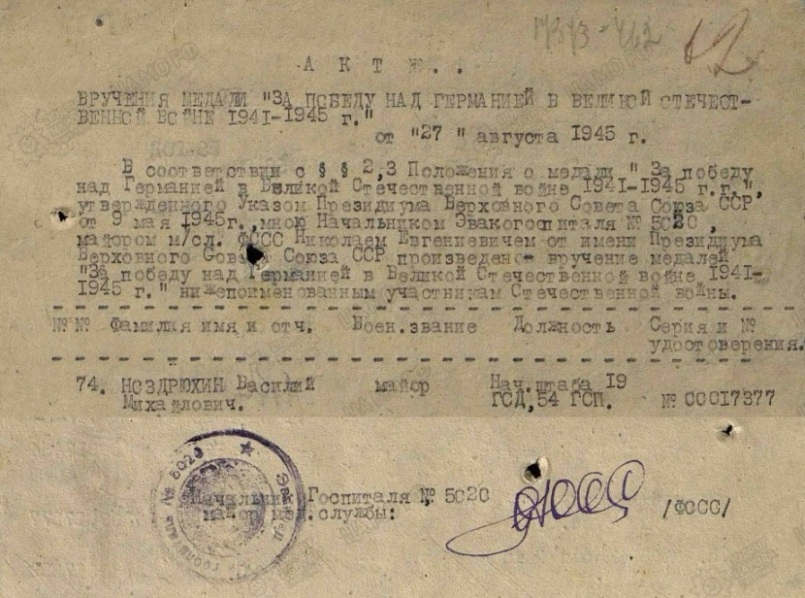 12
А К Т № . .
ВРУЧЕНИЯ МЕДАЛИ "ЗА ПОБЕДУ НАД ГЕРМАНИЕЙ В ВЕЛИКОЙ ОТЕЧЕСТ-
ВЕННОЙ ВОЙНЕ 1941-1945 г."
от "27 " августа 1945 г.
В соответствии с § § 2,3 Положения о медали " За победу
над Германией в Великой Отечественной войне 1941-1945 г.г.",
утвержденного Указом Президиума Верховного Совета Союза ССР
от 9 мая 1945г., мною Начальником Эвакогоспиталя № 5020 ,
майором м/сл. ФОСС Николаем Евгениевичем от имени Президиума
Верховного Совета Союза ССР произведено вручение медалей
"За победу над Германией в Великой Отечественной войне 1941-
1945 г." нижепоименованным участникам Отечественной войны.
№ № Фамилия имя и отч. Воен.звание Должность Серия и №
удостоверения.
74. НОЗДРЮХИН Василий майор Нач.штаба 19
Михайлович. ГСД,54 ГСП. № 0017377
Начальник Госпиталя № 5020
майор мед.службы: /ФОСС/